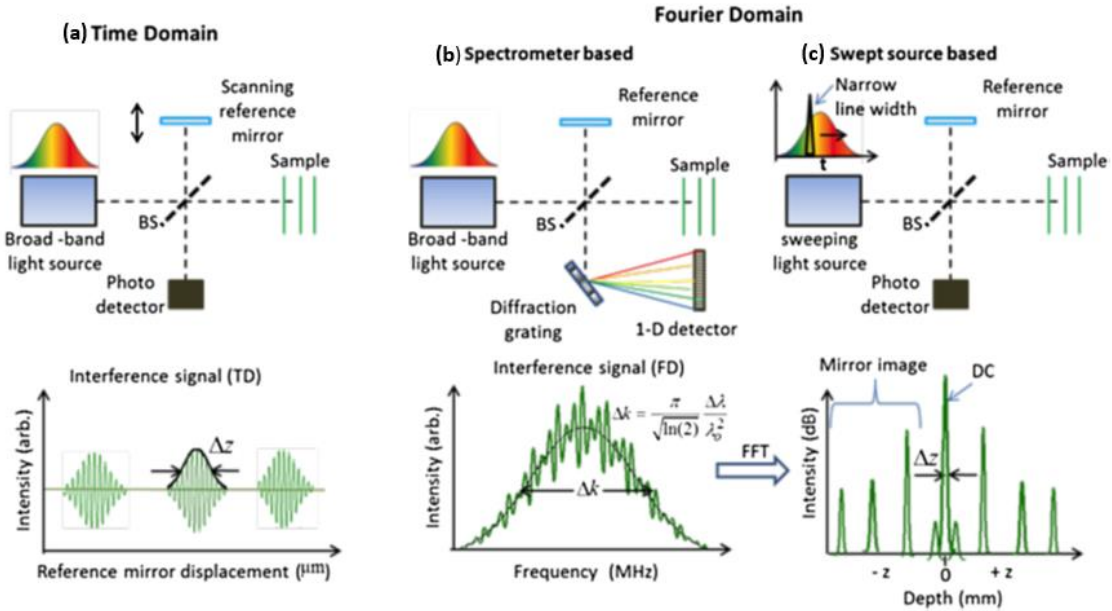 Fourier Domain
(a) Time Domain
(b) Spectrometer based
(c) Swept source based
Scanning
reference
mirror
Sample
BS
Broad -band
light source
Photo
detector
Reference
mirror
Sample
BS
Broad-band
light source
Diffraction
grating
1-D detector
Narrow
line width
t
Reference
mirror
Sample
BS
sweeping
light source
Photo
detector
Interference signal (TD)
Intensity (arb.)
Δz
Reference mirror displacement (μm)
Interference signal (FD)
Intensity (arb.)
Δk = π/√ln(2) Δλ/λ₀²
Δk
Frequency (MHz)
FFT
Mirror image
DC
Intensity (dB)
Δz
- z 0 + z
Depth (mm)